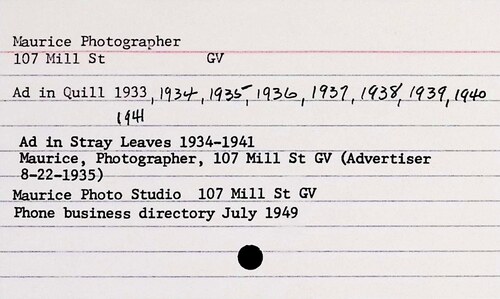 Maurice Photographer
107 Mill St GV
Ad in Quill 1933, 1934, 1935, 1936, 1937, 1938, 1939, 1940
1941
Ad in Stray Leaves 1934-1941
Maurice, Photographer, 107 Mill St GV (Advertiser
8-22-1935)
Maurice Photo Studio 107 Mill St GV
Phone business directory July 1949